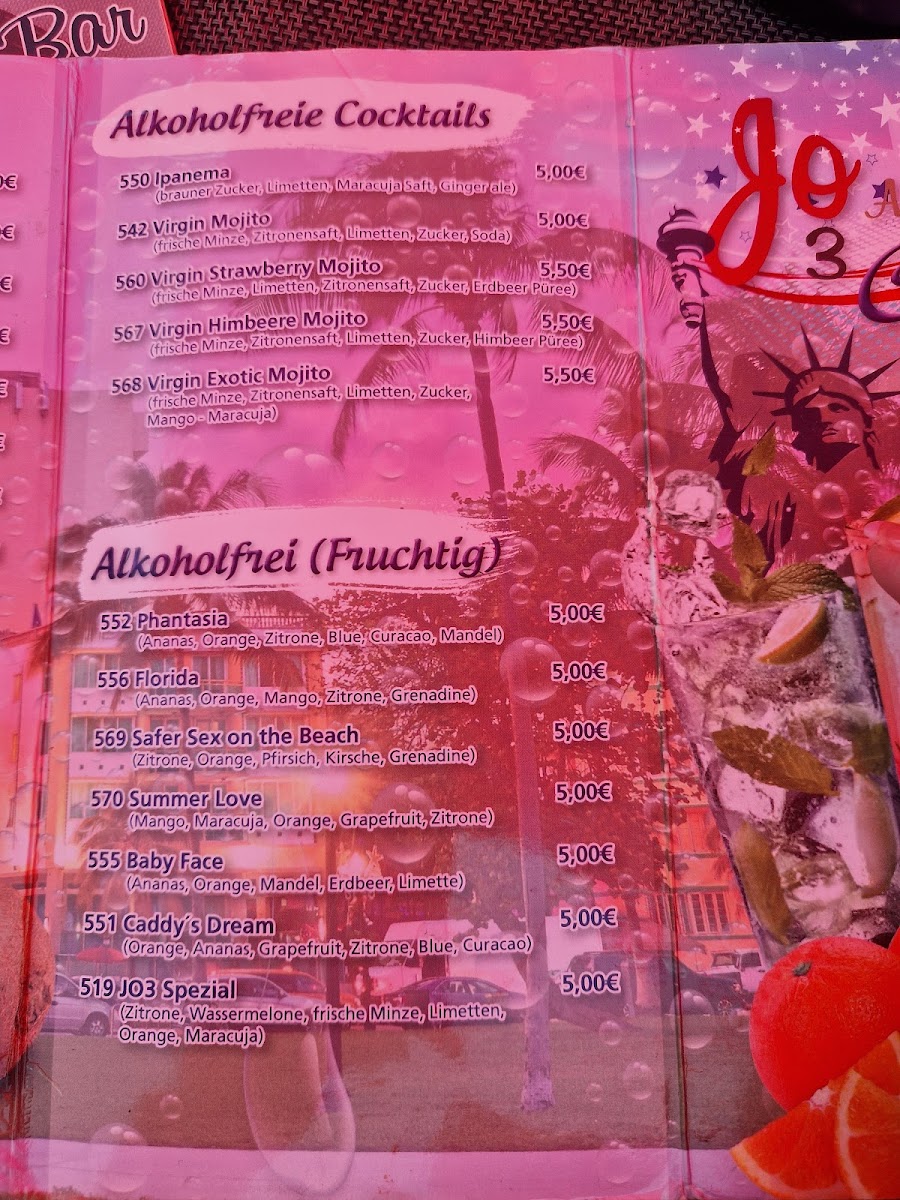 Bar
Alkoholfreie Cocktails
550 Ipanema 5,00€
(brauner Zucker, Limetten, Maracuja Saft, Ginger ale)
542 Virgin Mojito 5,00€
(frische Minze, Zitronensaft, Limetten, Zucker, Soda)
560 Virgin Strawberry Mojito 5,50€
(frische Minze, Limetten, Zitronensaft, Zucker, Erdbeer Püree)
567 Virgin Himbeere Mojito 5,50€
(frische Minze, Zitronensaft, Limetten, Zucker, Himbeer Püree)
568 Virgin Exotic Mojito 5,50€
(frische Minze, Zitronensaft, Limetten, Zucker,
Mango - Maracuja)
Alkoholfrei (Fruchtig)
552 Phantasia 5,00€
(Ananas, Orange, Zitrone, Blue, Curacao, Mandel)
556 Florida 5,00€
(Ananas, Orange, Mango, Zitrone, Grenadine)
569 Safer Sex on the Beach 5,00€
(Zitrone, Orange, Pfirsich, Kirsche, Grenadine)
570 Summer Love 5,00€
(Mango, Maracuja, Orange, Grapefruit, Zitrone)
555 Baby Face 5,00€
(Ananas, Orange, Mandel, Erdbeer, Limette)
551 Caddy´s Dream 5,00€
(Orange, Ananas, Grapefruit, Zitrone, Blue, Curacao)
519 JO3 Spezial 5,00€
(Zitrone, Wassermelone, frische Minze, Limetten,
Orange, Maracuja)
Jo
3